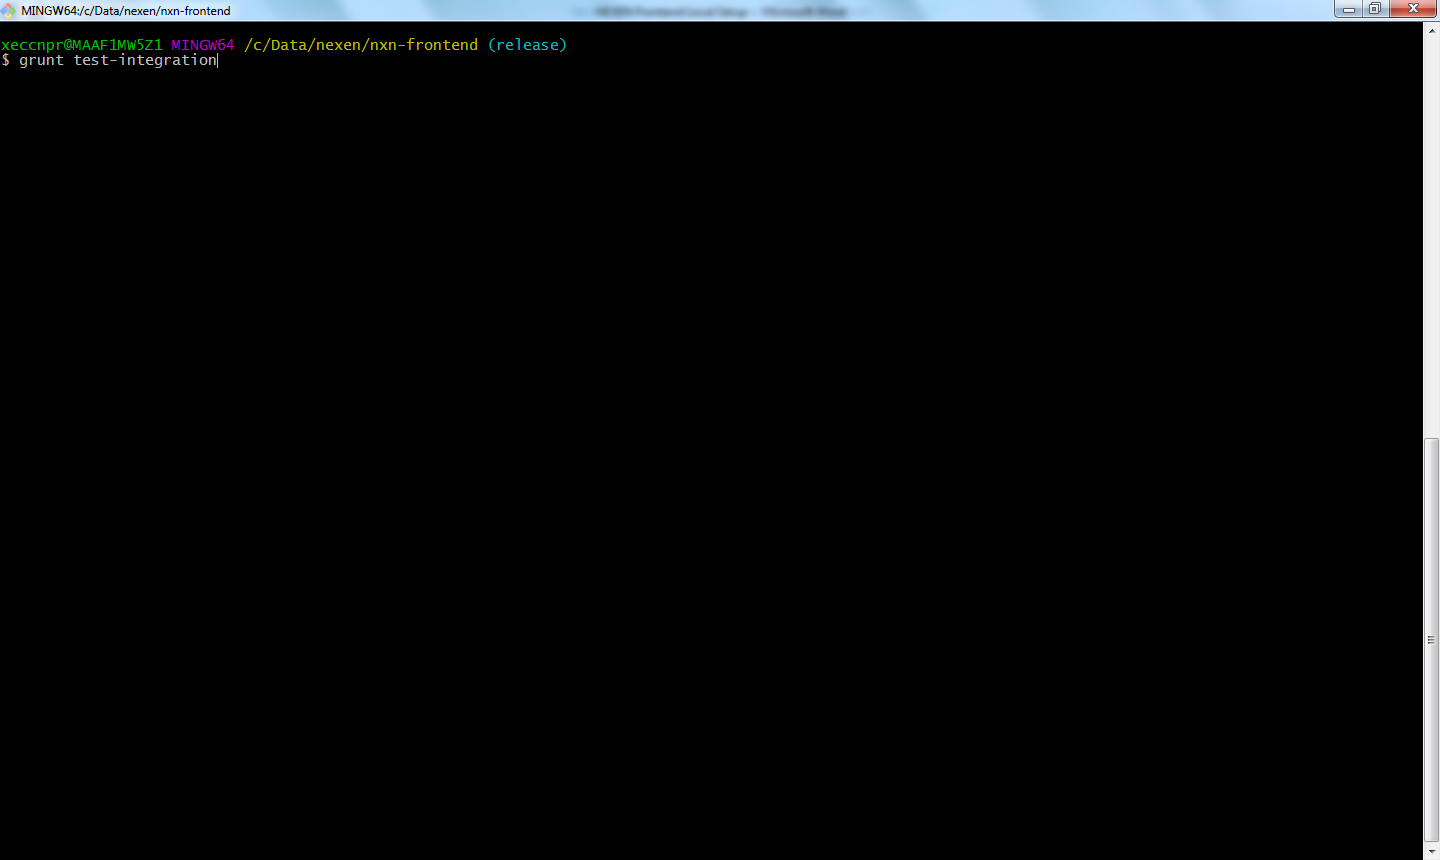 MINGW64:/c/Data/nexen/nxn-frontend
xeccnpr@MAAF1MW5Z1 MINGW64 /c/Data/nexen/nxn-frontend (release)
$ grunt test-integration